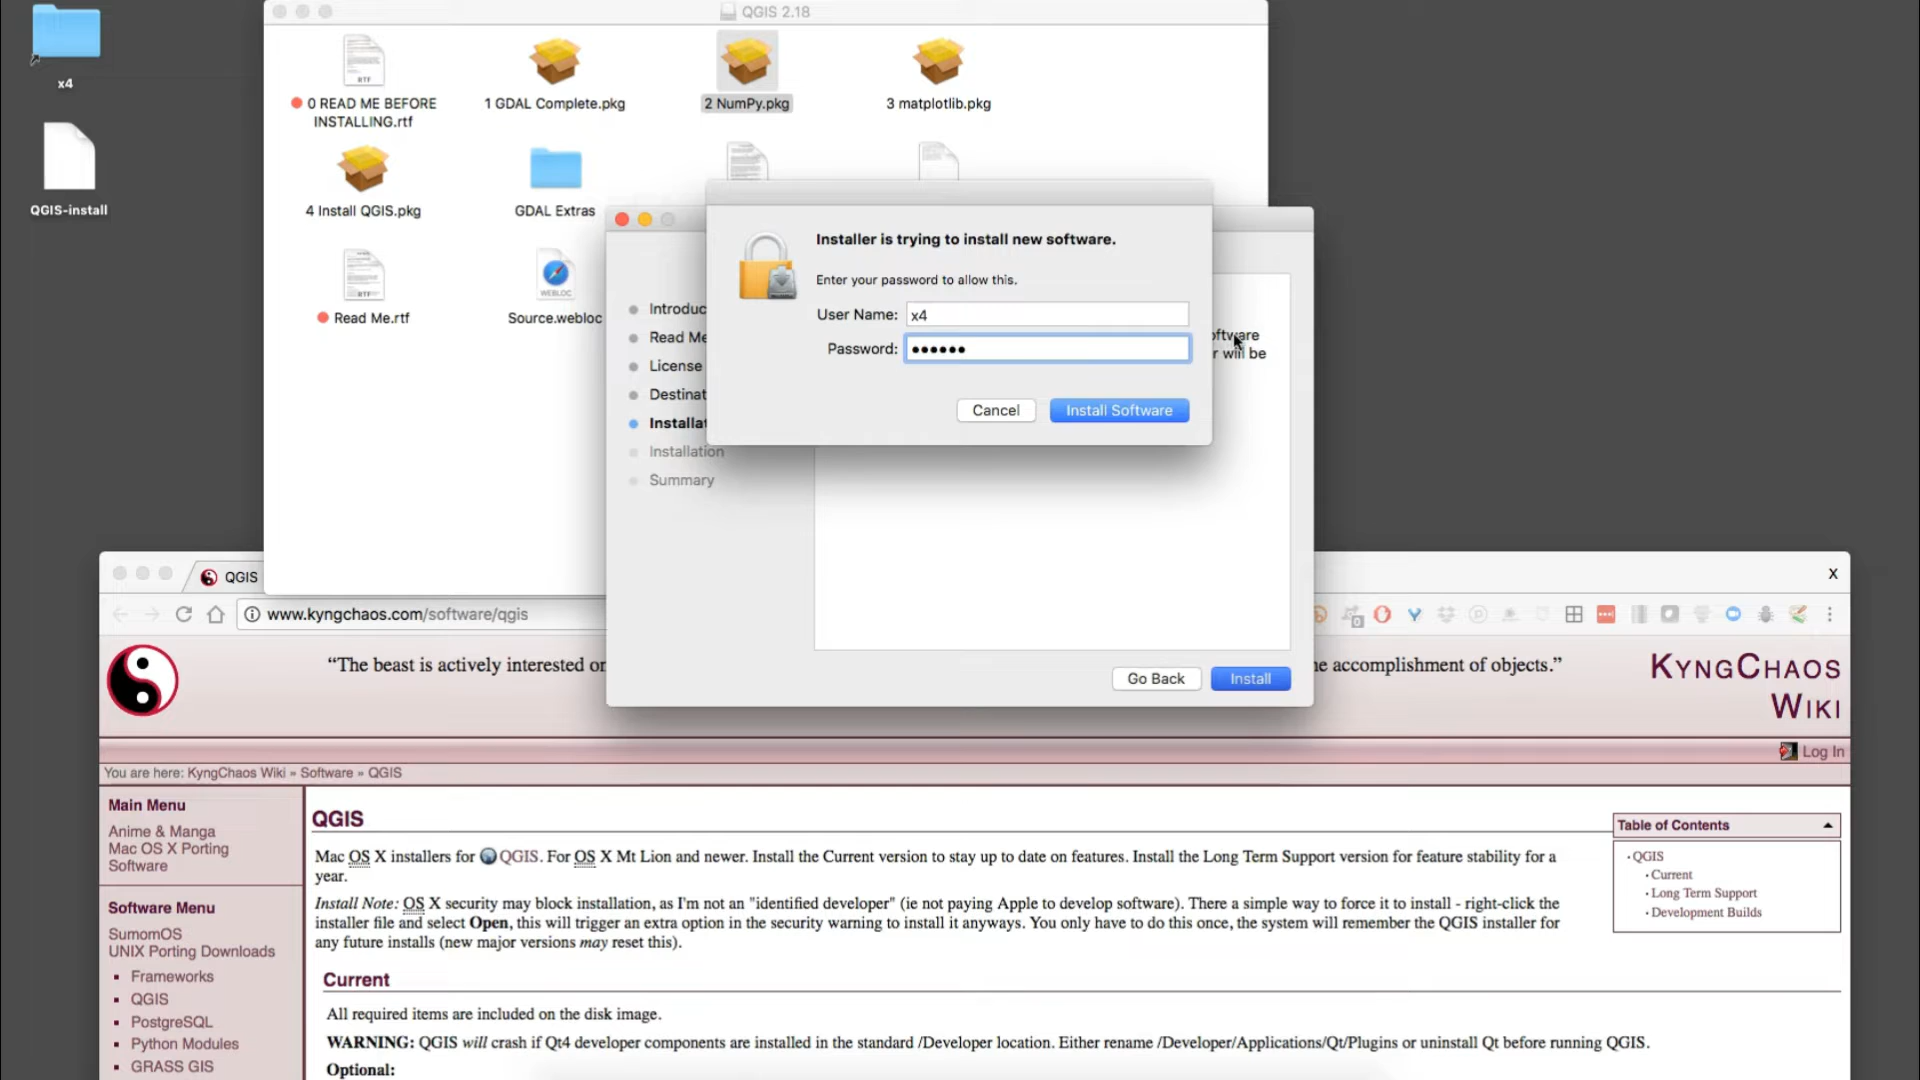 QGIS 2.18
x4
QGIS-install
RTF
0 READ ME BEFORE
INSTALLING.rtf
1 GDAL Complete.pkg
2 NumPy.pkg
3 matplotlib.pkg
4 Install QGIS.pkg
GDAL Extras
RTF
Read Me.rtf
WEBLOC
Source.webloc
Installer is trying to install new software.
Enter your password to allow this.
User Name: x4
Password: ••••••
Cancel
Install Software
Introduc
Read Me
License
Destinat
Installat
Installation
Summary
oftware
r will be
Go Back
Install
QGIS
X
www.kyngchaos.com/software/qgis
“The beast is actively interested on
e accomplishment of objects.”
KYNGCHAOS
WIKI
Log In
You are here: KyngChaos Wiki » Software » QGIS
Main Menu
Anime & Manga
Mac OS X Porting
Software
Software Menu
SumomOS
UNIX Porting Downloads
Frameworks
QGIS
PostgreSQL
Python Modules
GRASS GIS
QGIS
Mac OS X installers for QGIS. For OS X Mt Lion and newer. Install the Current version to stay up to date on features. Install the Long Term Support version for feature stability for a
year.
Install Note: OS X security may block installation, as I'm not an "identified developer" (ie not paying Apple to develop software). There a simple way to force it to install - right-click the
installer file and select Open, this will trigger an extra option in the security warning to install it anyways. You only have to do this once, the system will remember the QGIS installer for
any future installs (new major versions may reset this).
Current
All required items are included on the disk image.
WARNING: QGIS will crash if Qt4 developer components are installed in the standard /Developer location. Either rename /Developer/Applications/Qt/Plugins or uninstall Qt before running QGIS.
Optional:
Table of Contents
QGIS
Current
Long Term Support
Development Builds